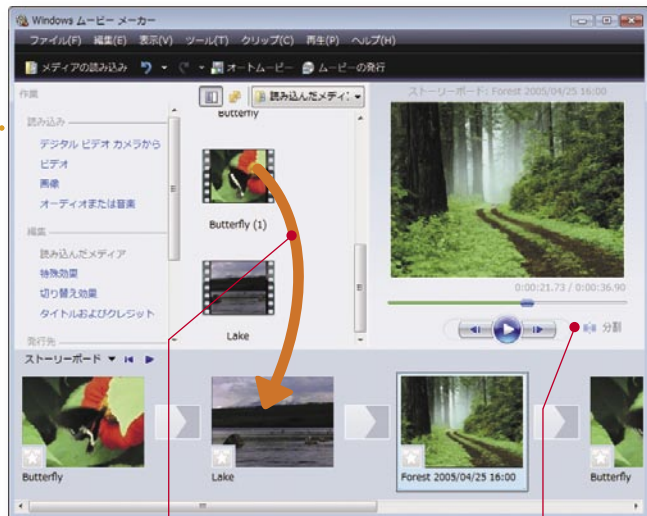 Windows ムービー メーカー
ファイル(F) 編集(E) 表示(V) ツール(T) クリップ(C) 再生(P) ヘルプ(H)
メディアの読み込み オートムービー ムービーの発行
作業
読み込み
デジタル ビデオ カメラから
ビデオ
画像
オーディオまたは音楽
編集
読み込んだメディア
特殊効果
切り替え効果
タイトルおよびクレジット
発行先
読み込んだメディ
Butterfly
Butterfly (1)
Lake
ストーリーボード: Forest 2005/04/25 16:00
0:00:21.73 / 0:00:36.90
分割
ストーリーボード
Butterfly
Lake
Forest 2005/04/25 16:00
Butterfly